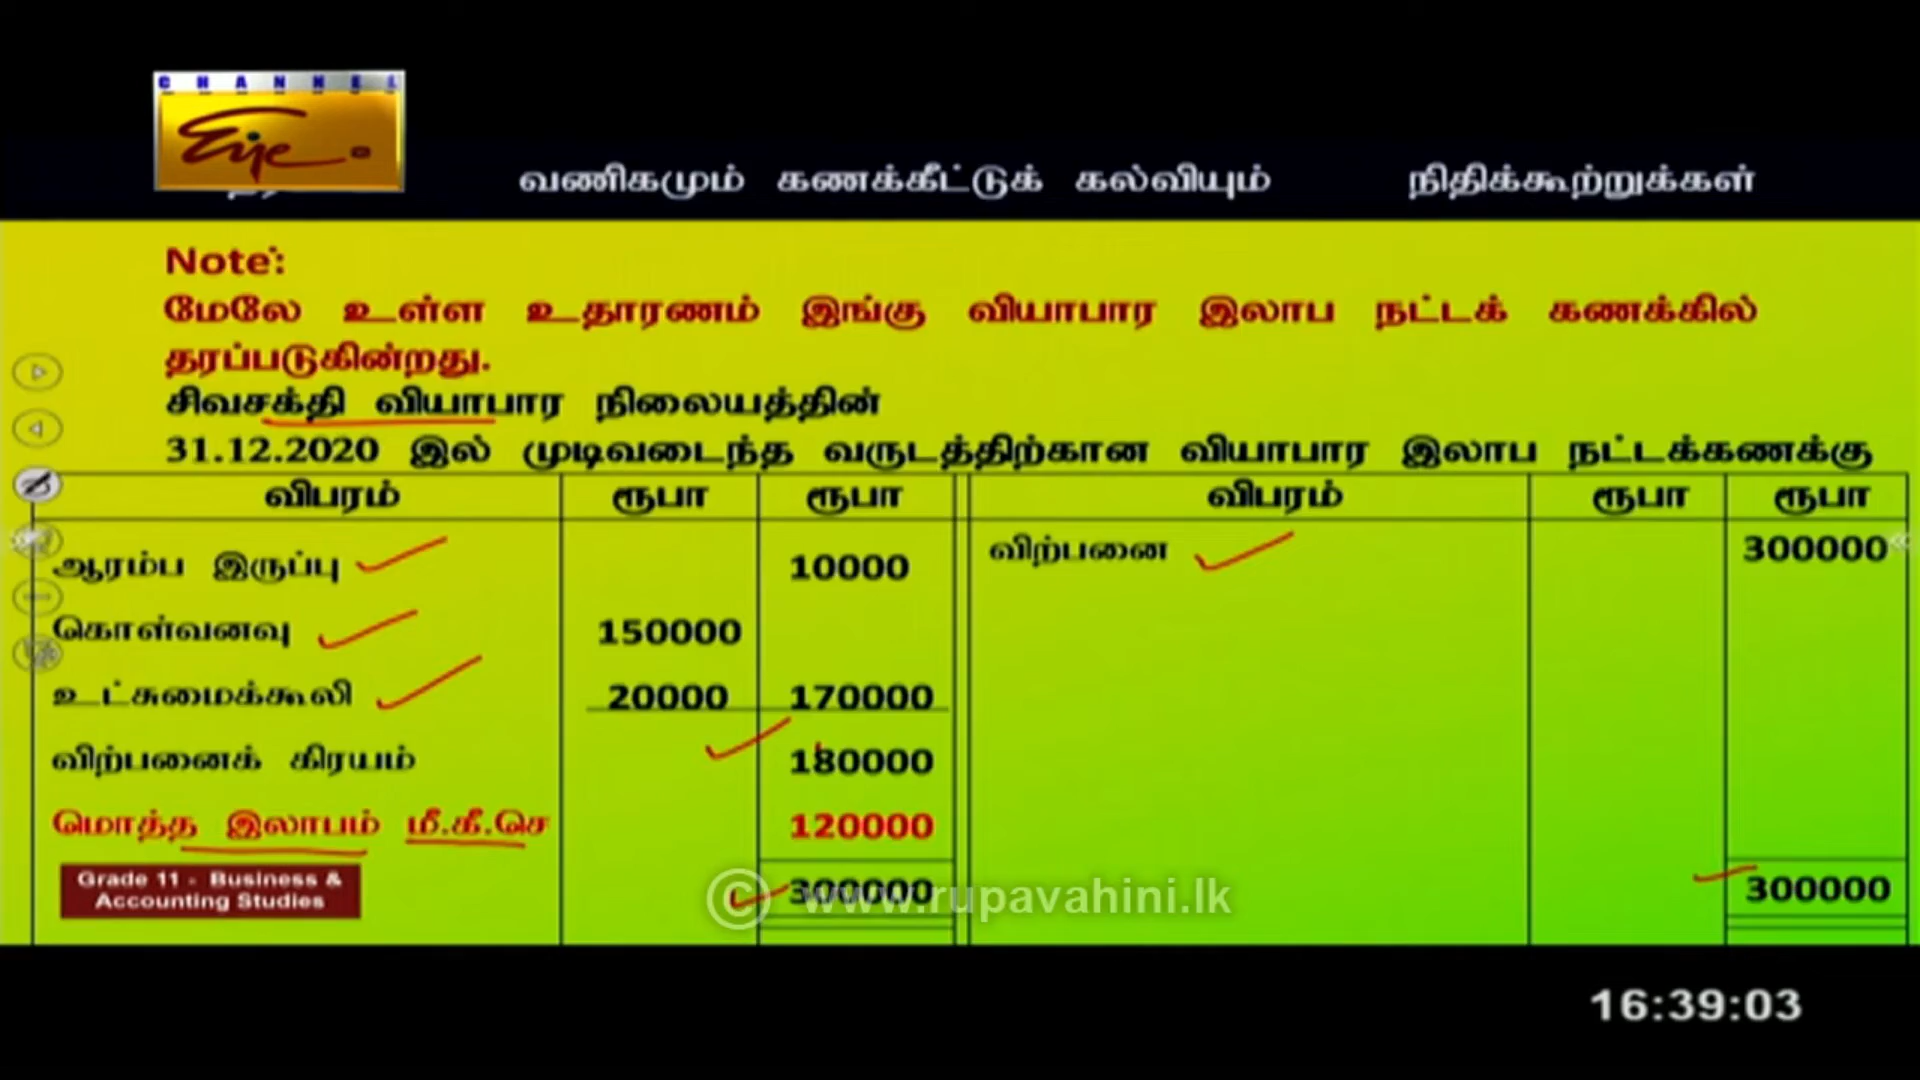 CHANNEL
Eye
வணிகமும் கணக்கீட்டுக் கல்வியும் நிதிக்கூற்றுக்கள்
Note:
மேலே உள்ள உதாரணம் இங்கு வியாபார இலாப நட்டக் கணக்கில்
தரப்படுகின்றது.
சிவசக்தி வியாபார நிலையத்தின்
31.12.2020 இல் முடிவடைந்த வருடத்திற்கான வியாபார இலாப நட்டக்கணக்கு
விபரம் ரூபா ரூபா விபரம் ரூபா ரூபா
ஆரம்ப இருப்பு 10000 விற்பனை 300000
கொள்வனவு 150000
உட்சுமைக்கூலி 20000 170000
விற்பனைக் கிரயம் 180000
மொத்த இலாபம் மீ.கீ.செ 120000
300000 300000
Grade 11 - Business &
Accounting Studies
© www.rupavahini.lk
16:39:03